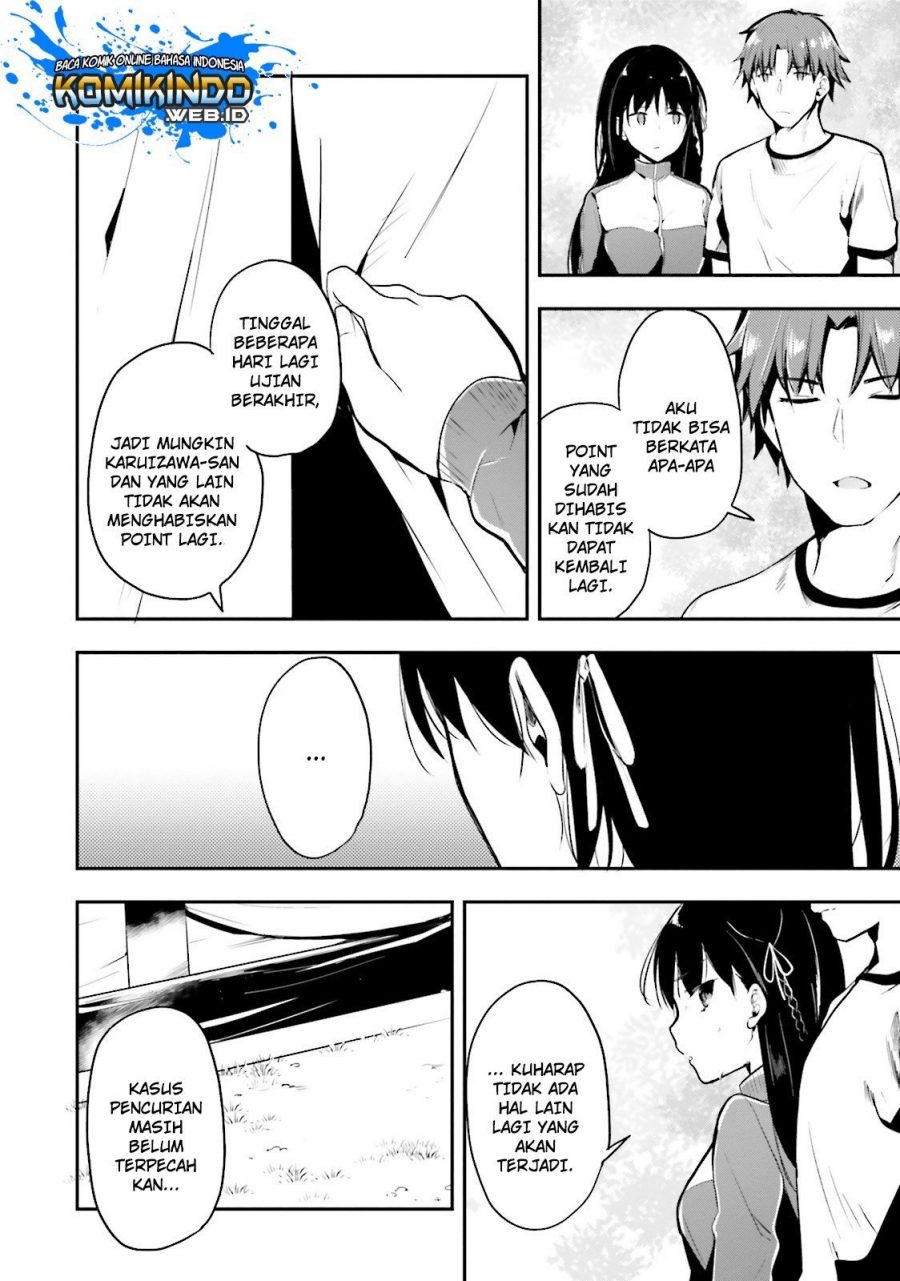 BACA KOMIK ONLINE BAHASA INDONESIA
KOMIKINDO
WEB.ID
AKU
TIDAK BISA
BERKATA
APA-APA
POINT YANG
SUDAH
DIHABIS
KAN TIDAK
DAPAT
KEMBALI
LAGI.
TINGGAL
BEBERAPA
HARI LAGI
UJIAN
BERAKHIR,
JADI MUNGKIN
KARUIZAWA-SAN
DAN YANG LAIN
TIDAK AKAN
MENGHABISKAN
POINT LAGI.
...
... KUHARAP
TIDAK ADA
HAL LAIN
LAGI YANG
AKAN
TERJADI.
KASUS
PENCURIAN
MASIH
BELUM
TERPECAH
KAN...